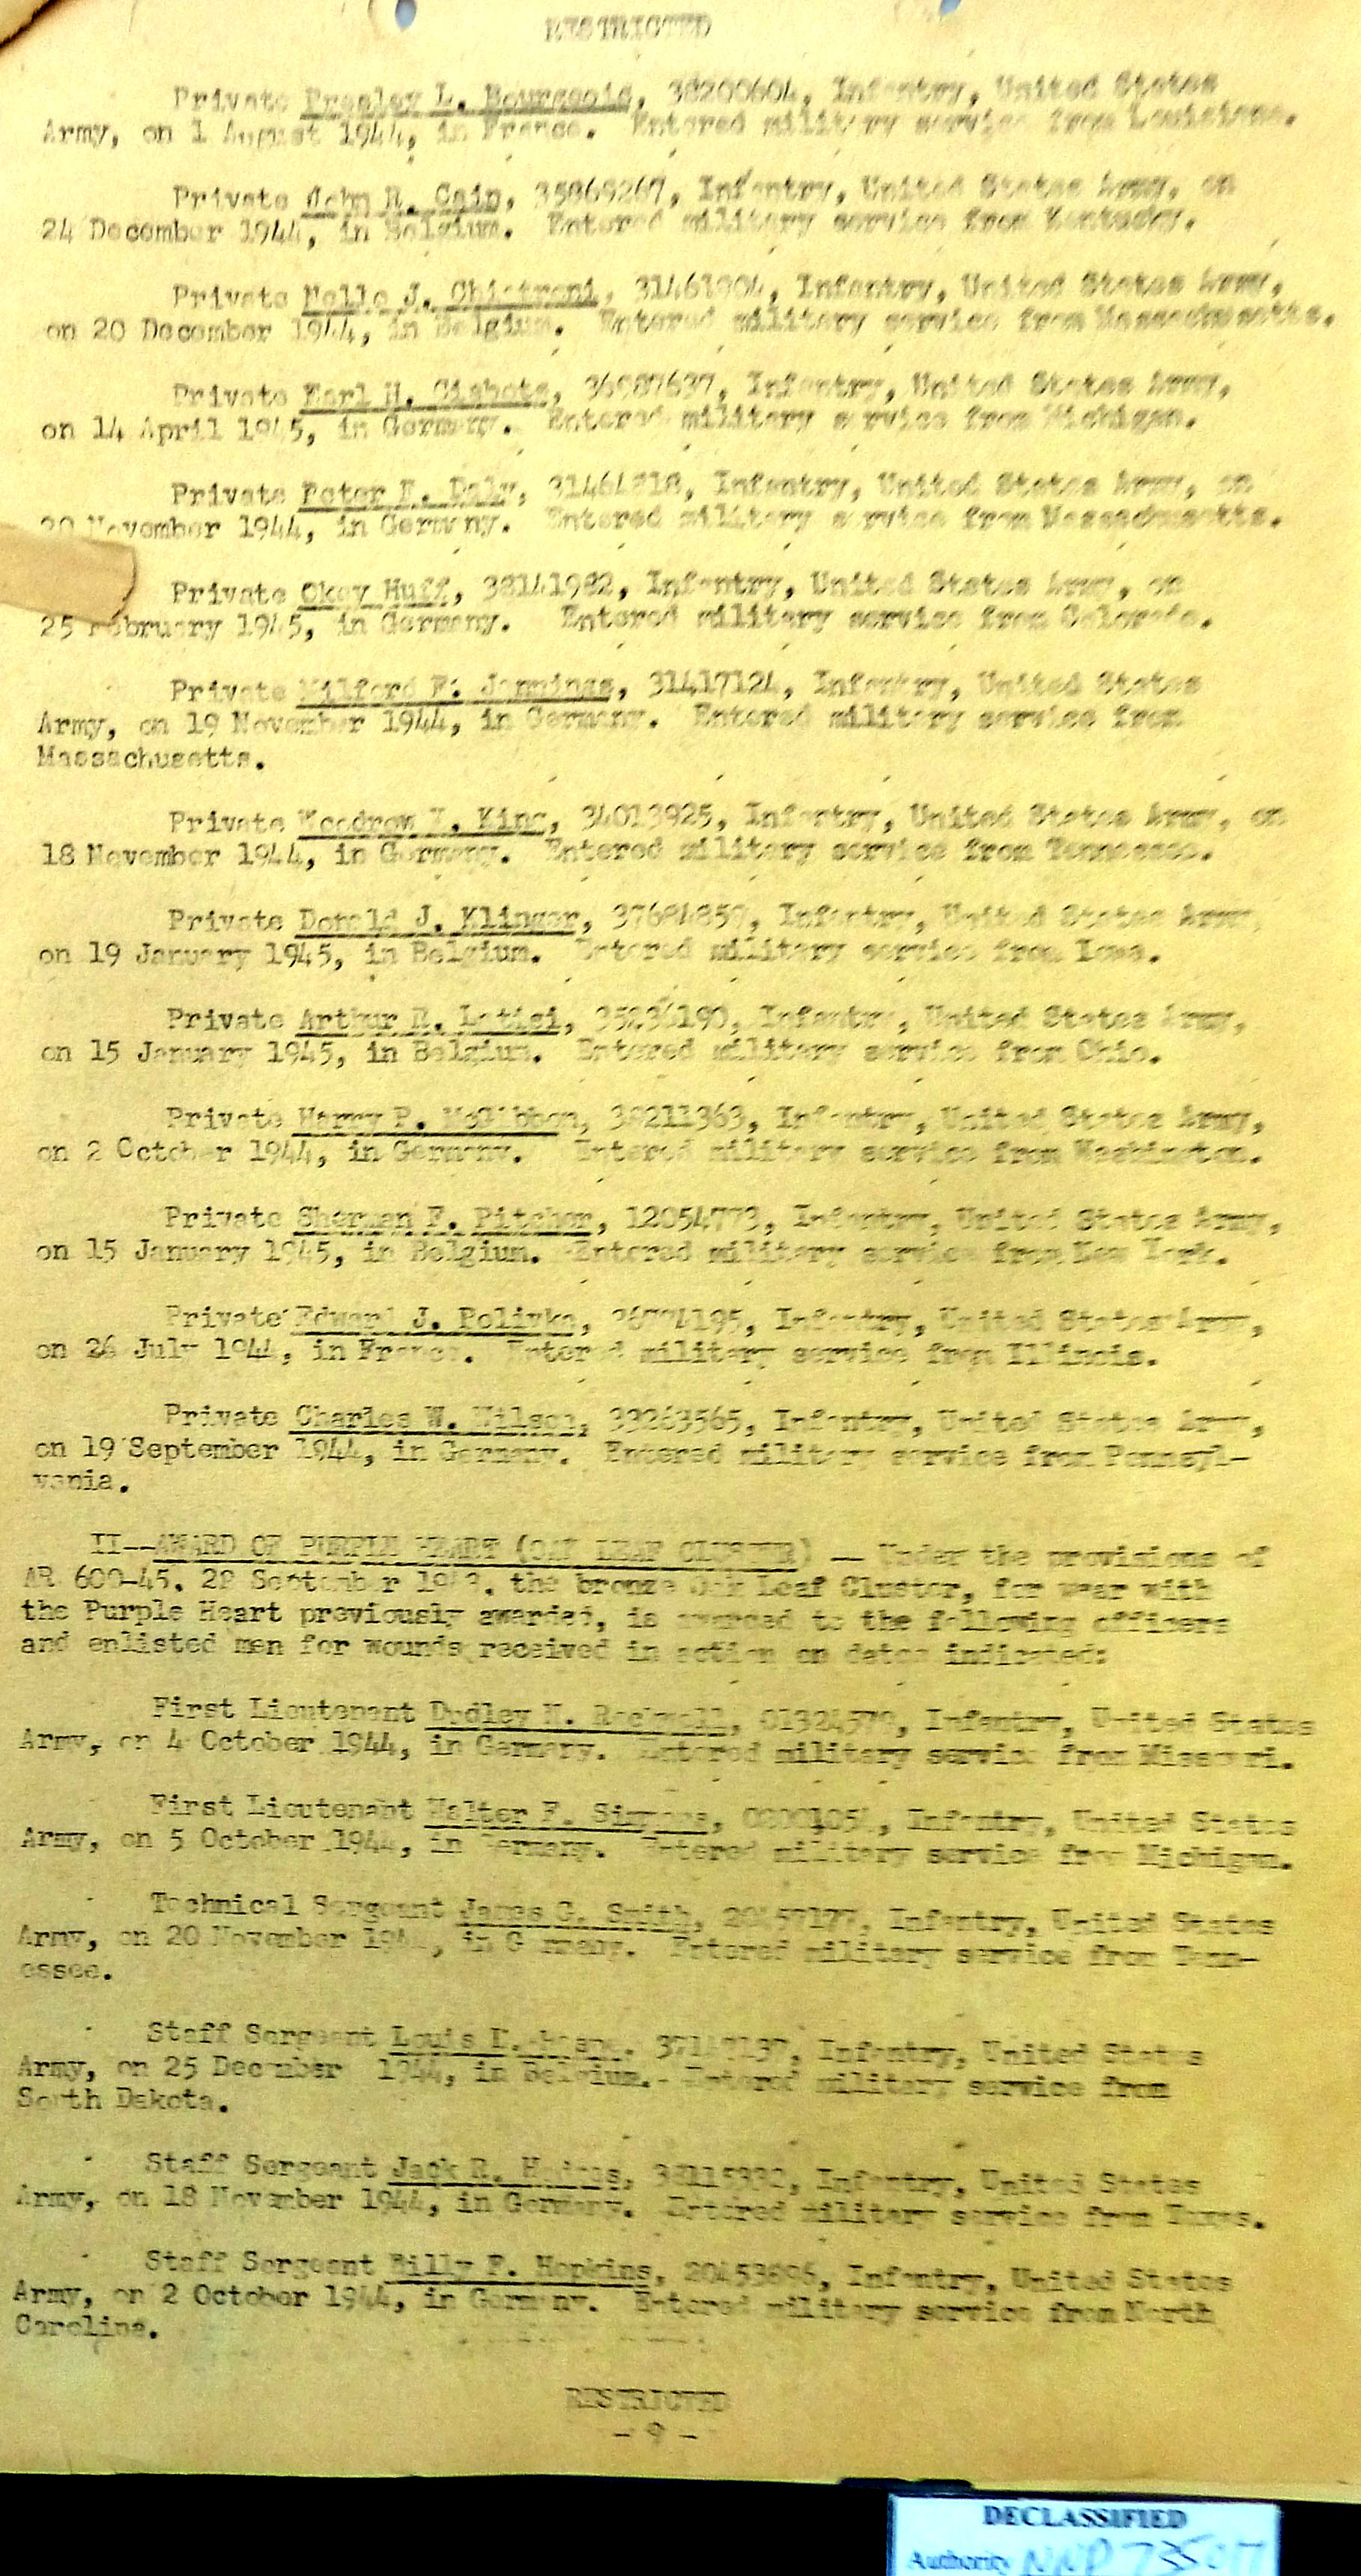 RESTRICTED
Private Presley L. Bourgeois, 38200604, Infantry, United States
Army, on 1 August 1944, in France. Entered military service from Louisiana.
Private John R. Cain, 35869267, Infantry, United States Army, on
24 December 1944, in Belgium. Entered military service from Kentucky.
Private Nello J. 31461904, Infantry, United States Army,
on 20 December 1944, in Belgium. Entered military service from Massachusetts.
Private Earl H. 36987637, Infantry, United States Army,
on 14 April 1945, in Germany. Entered military service from Michigan.
Private Peter F. Daly, Infantry, United States Army, on
November 1944, in Germany. Entered military service from Massachusetts.
Private Okey Huff, 38141982, Infantry, United States Army, on
25 February 1945, in Germany. Entered military service from Colorado.
Private Wilford F. Jennings, 31417124, Infantry, United States
Army, on 19 November 1944, in Germany. Entered military service from
Massachusetts.
Private Woodrow King, 34013925, Infantry, United States Army, on
18 November 1944, in Germany. Entered military service from Tennessee.
Private Donald J. Klinger, 37684859, Infantry, United States Army,
on 19 January 1945, in Belgium. Entered military service from Iowa.
Private Arthur R. 35236190, Infantry, United States Army,
on 15 January 1945, in Belgium. Entered military service from Ohio.
Private Harry P. McGibbon, 39211363, Infantry, United States Army,
on 2 October 1944, in Germany. Entered military service from Washington.
Private Sherman F. Pitcher, 12054773, Infantry, United States Army,
on 15 January 1945, in Belgium. Entered military service from New York.
Private Edward J. Polivka, 36774195, Infantry, United States Army,
on 26 July 1944, in France. Entered military service from Illinois.
Private Charles W. Wilson, 33263565, Infantry, United States Army,
on 19 September 1944, in Germany. Entered military service from Pennsyl-
vania.
II--AWARD OF PURPLE HEART (OAK LEAF CLUSTER) -- Under the provisions of
AR 600-45, 22 September 1943, the bronze Oak Leaf Cluster, for wear with
the Purple Heart previously awarded, is awarded to the following officers
and enlisted men for wounds received in action on dates indicated:
First Lieutenant Dudley Rockwell, Infantry, United States
Army, on 4 October 1944, in Germany. Entered military service from Missouri.
First Lieutenant Walter F. Simmons, Infantry, United States
Army, on 5 October 1944, in Germany. Entered military service from Michigan.
Technical Sergeant James G. Smith, Infantry, United States
Army, on 20 November 1944, in Germany. Entered military service from Tenn-
essee.
Staff Sergeant Louis Infantry, United States
Army, on 25 December 1944, in Belgium. Entered military service from
South Dakota.
Staff Sergeant Jack R. Infantry, United States
Army, on 18 November 1944, in Germany. Entered military service from Texas.
Staff Sergeant Billy F. Hopkins, Infantry, United States
Army, on 2 October 1944, in Germany. Entered military service from North
Carolina.
RESTRICTED
- 9 -
DECLASSIFIED
Authority NND 735017